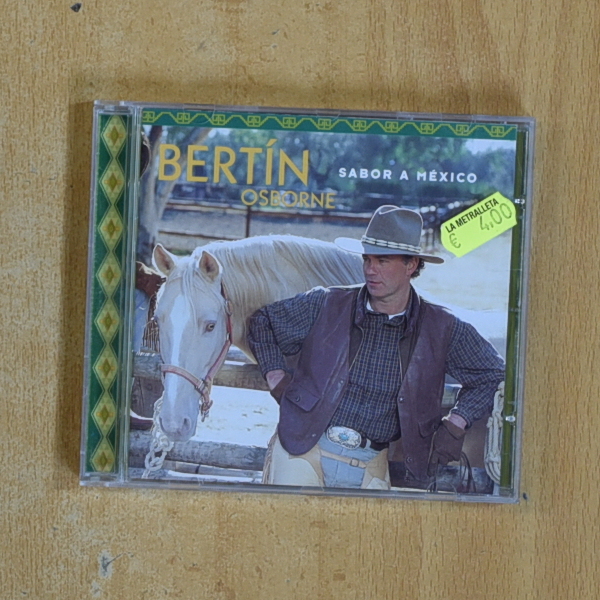 BERTÍN
OSBORNE
SABOR A MÉXICO
LA METRALLETA
€ 4.00